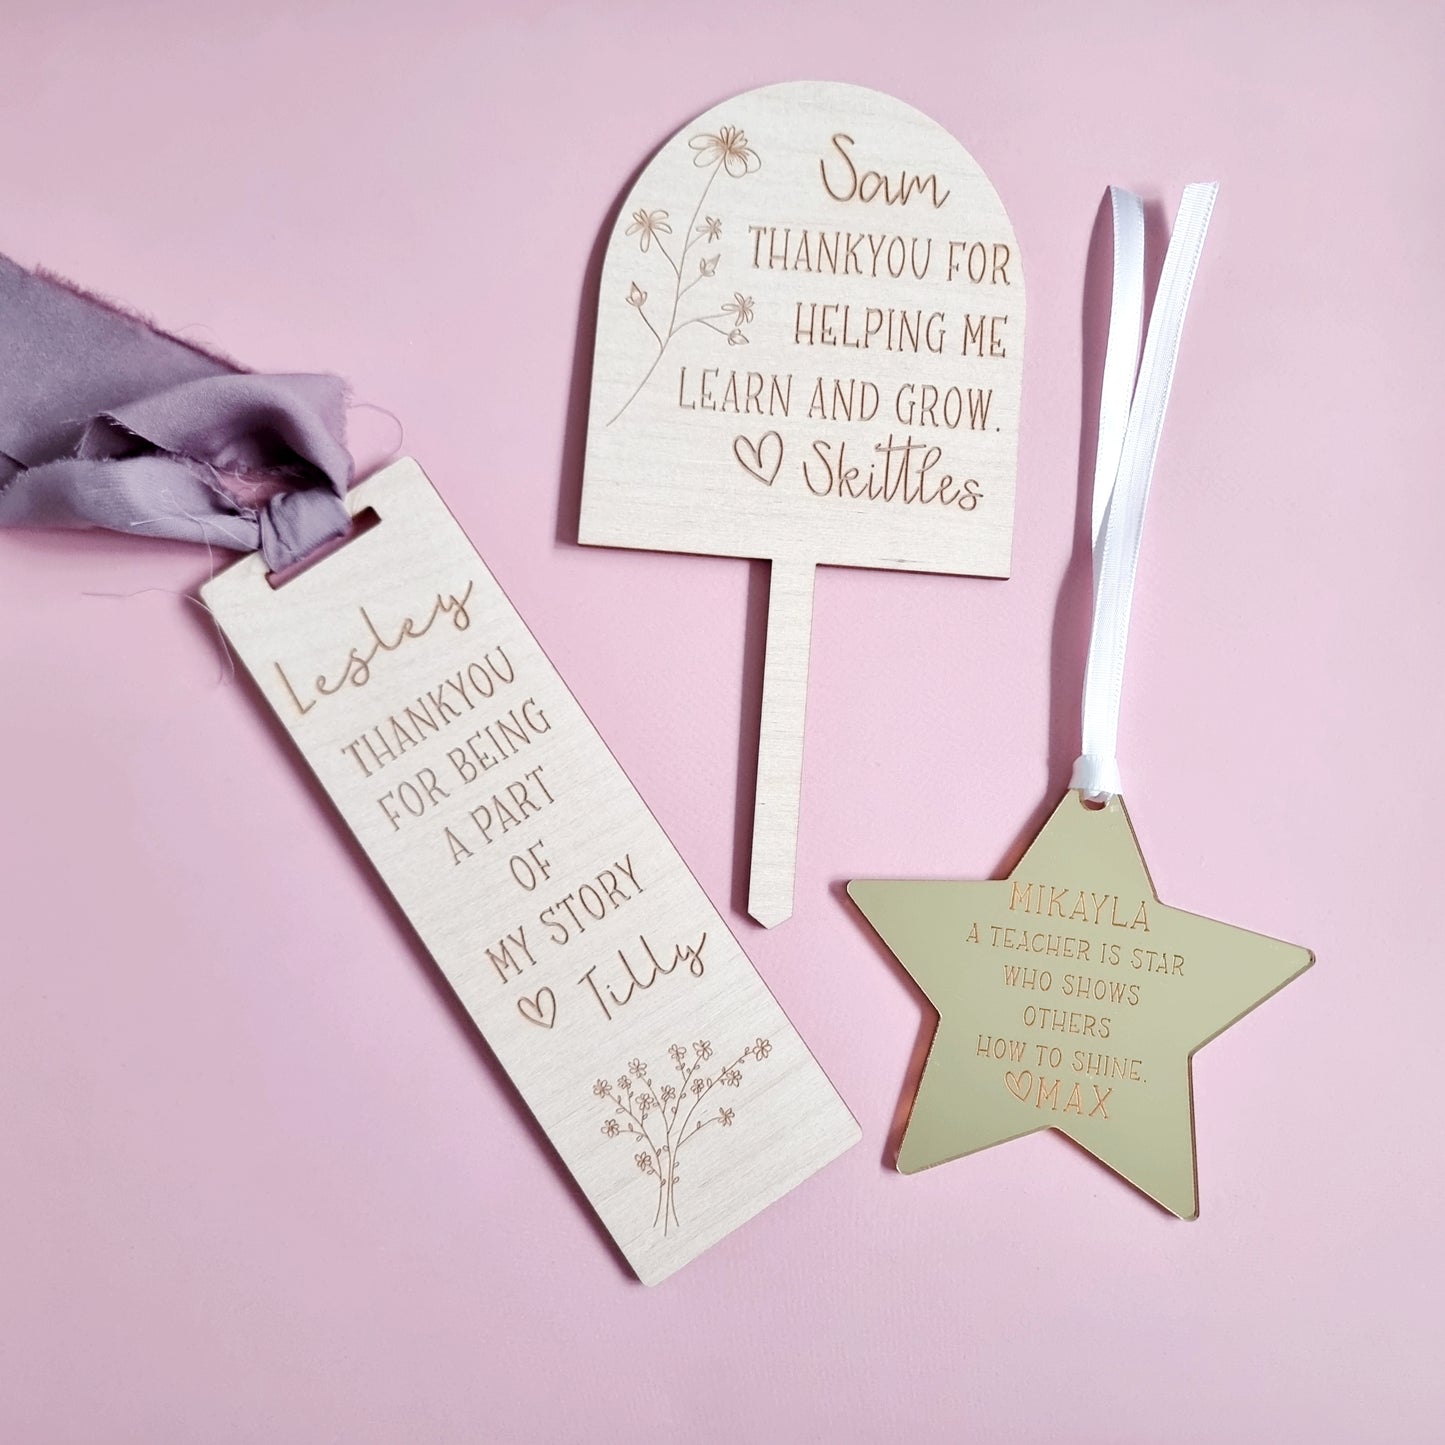 Sam
THANKYOU FOR
HELPING ME
LEARN AND GROW.
♡ Skittles
Lesley
THANKYOU
FOR BEING
A PART
OF
MY STORY
♡ Tilly
MIKAYLA
A TEACHER IS STAR
WHO SHOWS
OTHERS
HOW TO SHINE.
♡MAX